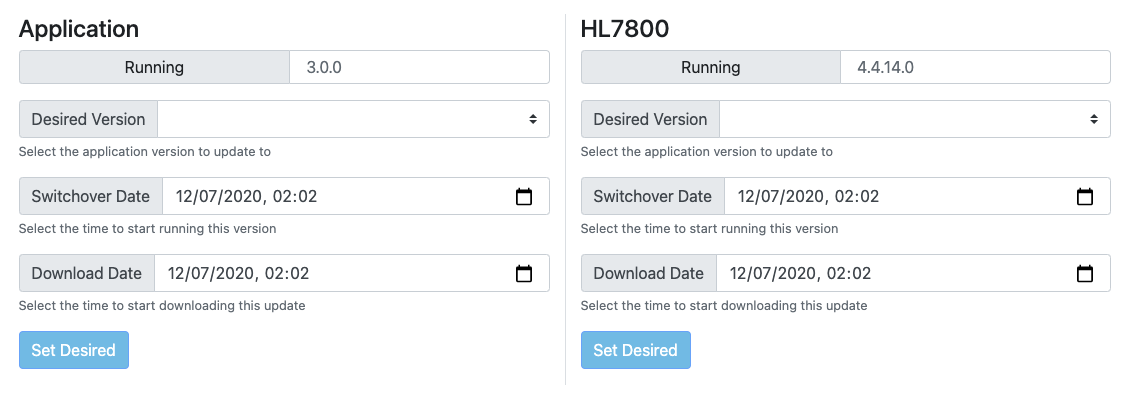 Application
Running 3.0.0
Desired Version
Select the application version to update to
Switchover Date 12/07/2020, 02:02
Select the time to start running this version
Download Date 12/07/2020, 02:02
Select the time to start downloading this update
Set Desired
HL7800
Running 4.4.14.0
Desired Version
Select the application version to update to
Switchover Date 12/07/2020, 02:02
Select the time to start running this version
Download Date 12/07/2020, 02:02
Select the time to start downloading this update
Set Desired